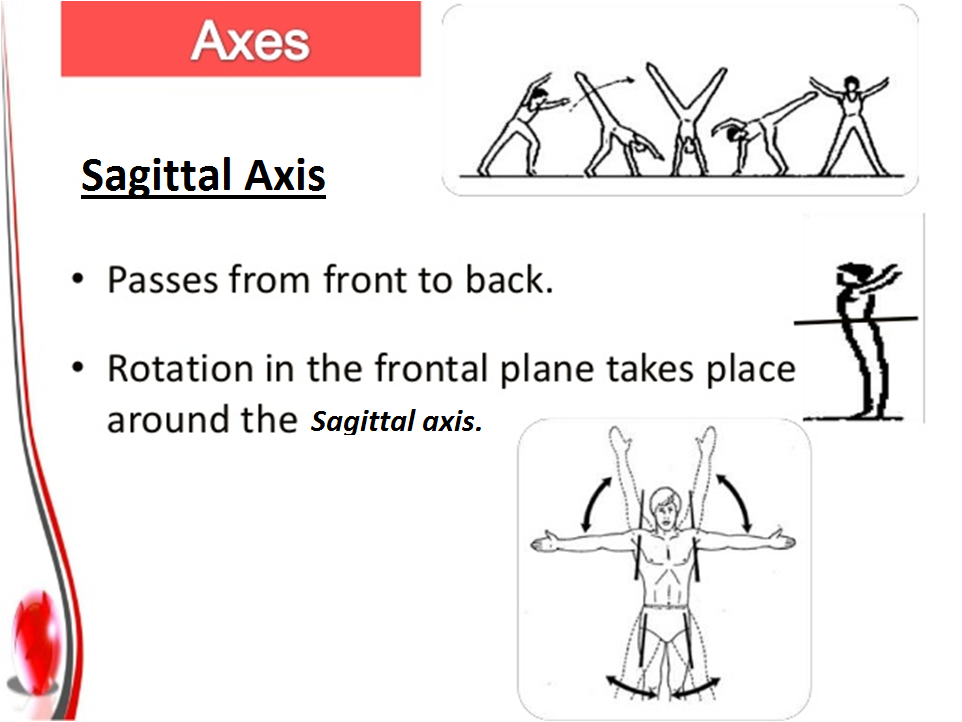 Axes
Sagittal Axis
• Passes from front to back.
• Rotation in the frontal plane takes place
around the Sagittal axis.